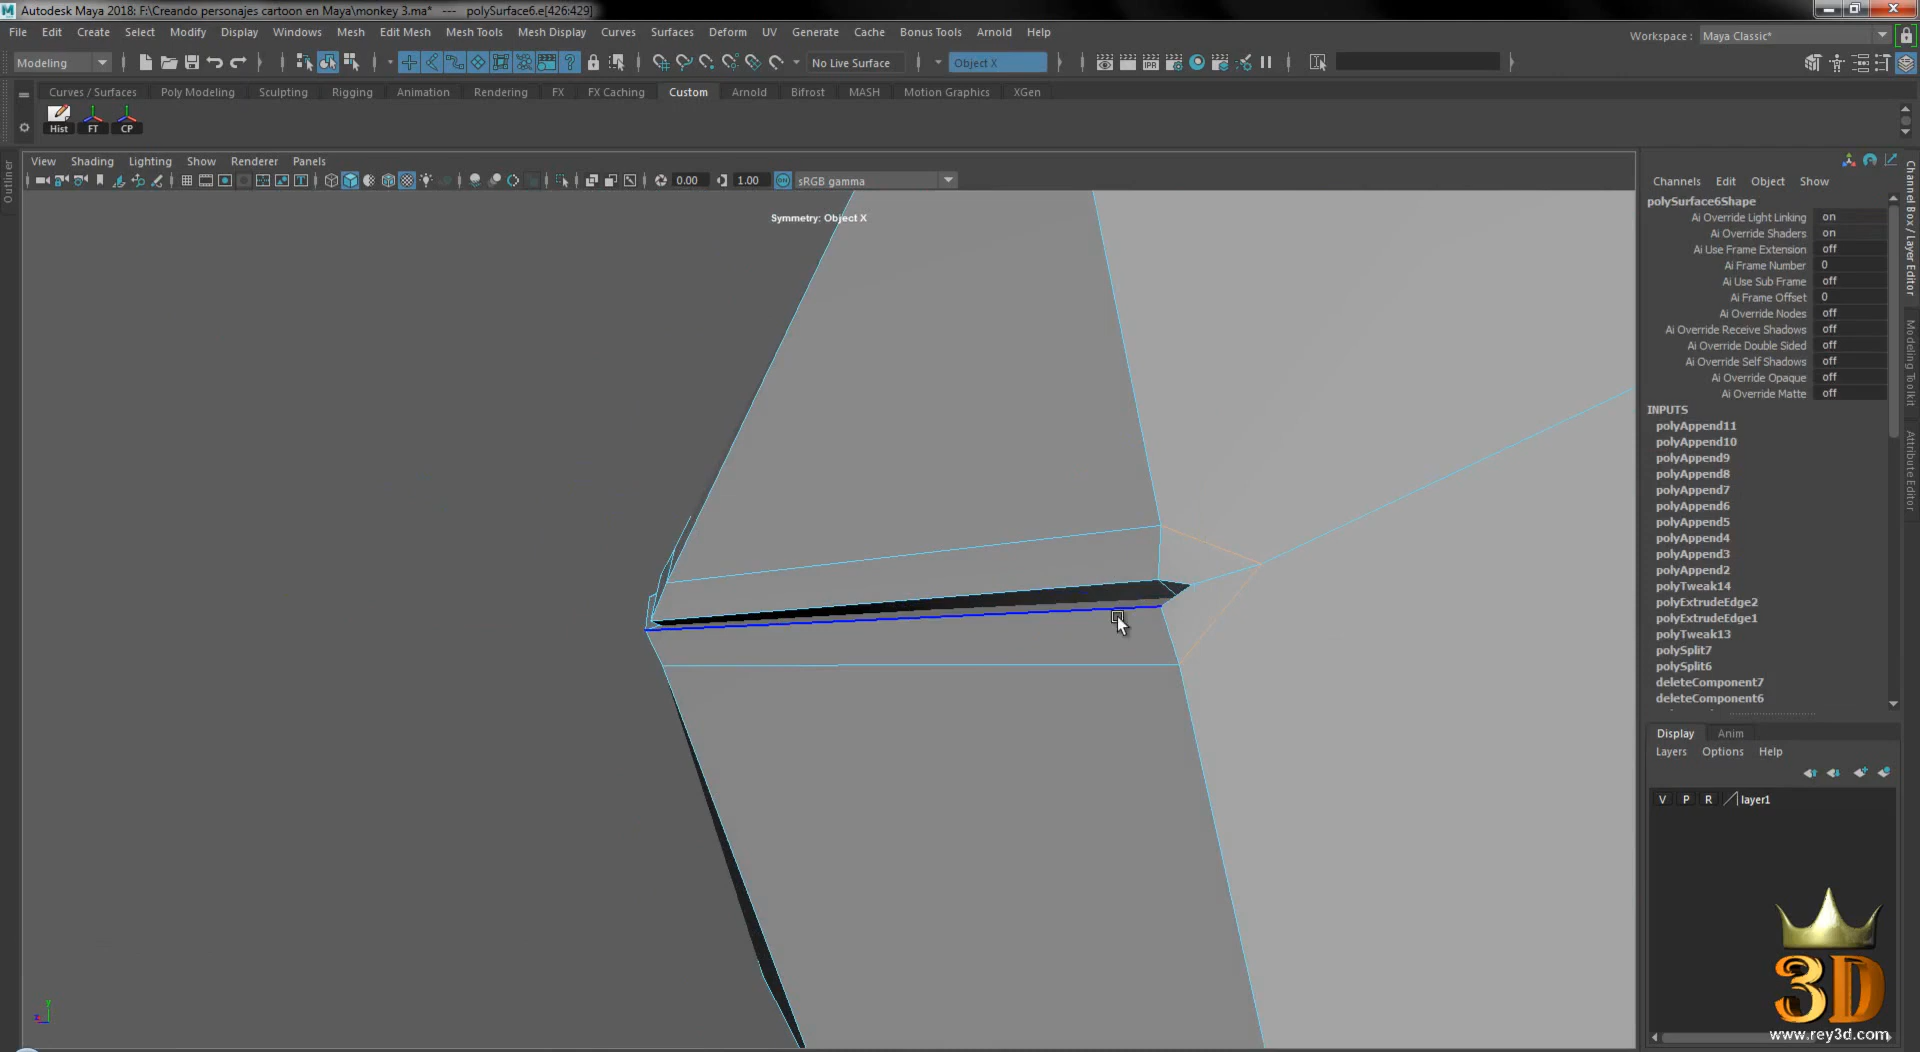 Autodesk Maya 2018: F:\Creando personajes cartoon en Maya\monkey 3.ma* --- polySurface6.e[426:429]
File Edit Create Select Modify Display Windows Mesh Edit Mesh Mesh Tools Mesh Display Curves Surfaces Deform UV Generate Cache Bonus Tools Arnold Help
Workspace : Maya Classic*
Modeling No Live Surface Object X
Curves / Surfaces Poly Modeling Sculpting Rigging Animation Rendering FX FX Caching Custom Arnold Bifrost MASH Motion Graphics XGen
Hist FT CP
View Shading Lighting Show Renderer Panels
0.00 1.00 sRGB gamma
Outliner
Symmetry: Object X
Channels Edit Object Show
polySurface6Shape
Ai Override Light Linking on
Ai Override Shaders on
Ai Use Frame Extension off
Ai Frame Number 0
Ai Use Sub Frame off
Ai Frame Offset 0
Ai Override Nodes off
Ai Override Receive Shadows off
Ai Override Double Sided off
Ai Override Self Shadows off
Ai Override Opaque off
Ai Override Matte off
INPUTS
polyAppend11
polyAppend10
polyAppend9
polyAppend8
polyAppend7
polyAppend6
polyAppend5
polyAppend4
polyAppend3
polyAppend2
polyTweak14
polyExtrudeEdge2
polyExtrudeEdge1
polyTweak13
polySplit7
polySplit6
deleteComponent7
deleteComponent6
Channel Box / Layer Editor
Modeling Toolkit
Attribute Editor
Display Anim
Layers Options Help
V P R layer1
y
3D
www.rey3d.com